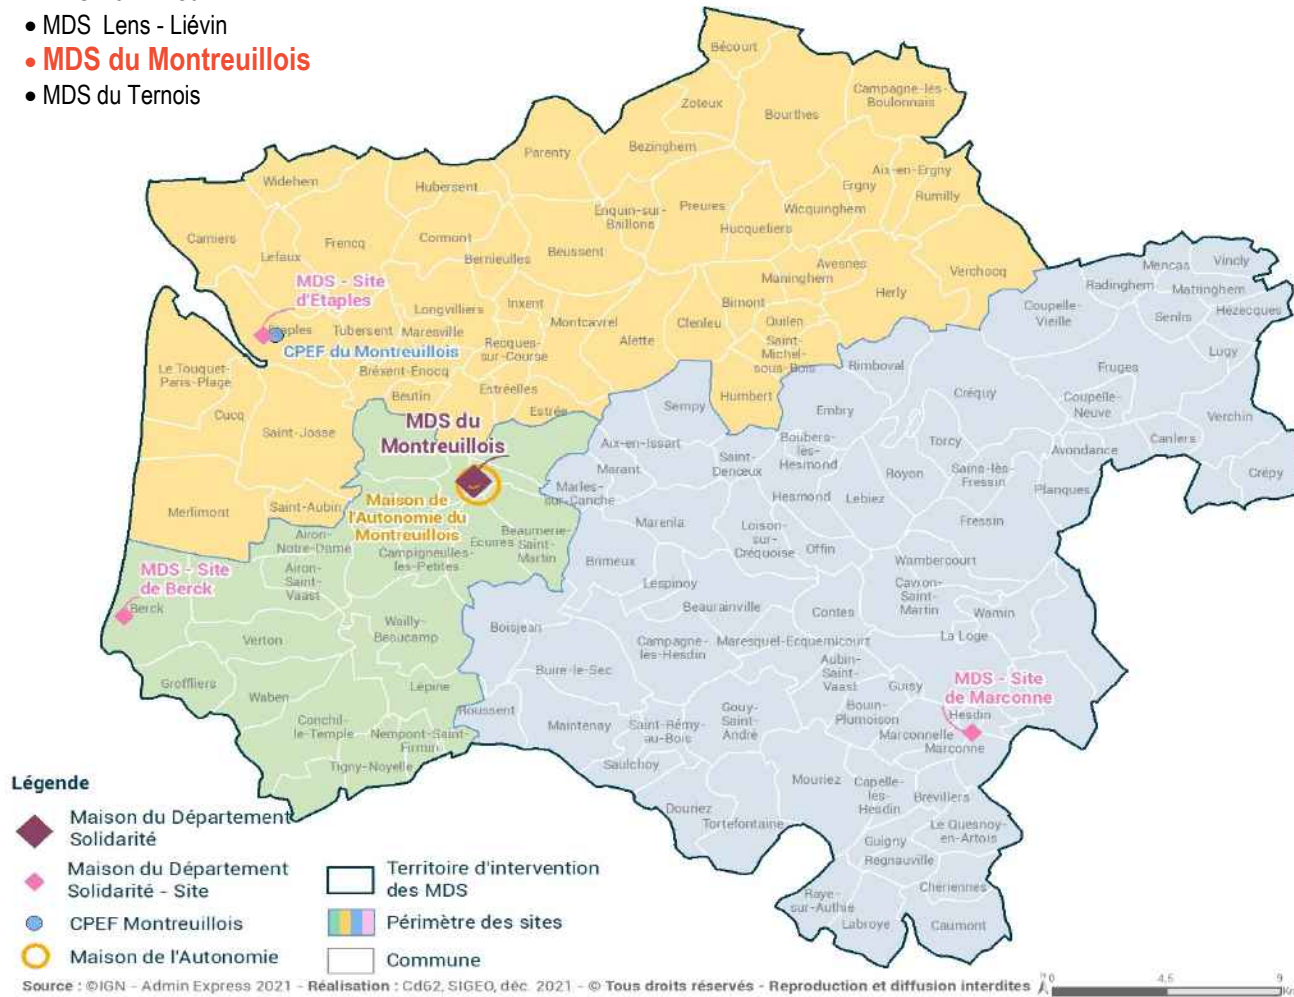 • MDS Lens - Liévin
• MDS du Montreuillois
• MDS du Ternois
Bécourt
Campagne-lès-
Boulonnais
Zoteux
Bourthes
Parenty
Bezinghem
Widehem
Hubersent
Aix-en-Ergny
Ergny
Rumilly
Enquin-sur-
Baillons
Preures
Wicquinghem
Hucqueliers
Camiers
Frencq
Cormont
Lefaux
Bernieulles
Beussent
Avesnes
Maninghem
Verchocq
Herly
MDS - Site
d'Etaples
Longvilliers
Inxent
Bimont
Montcavrel
Clenleu
Quilen
Tubersent
Maresville
Alette
Recques-
sur-Course
Saint-
Michel-
sous-Bois
CPEF du Montreuillois
Bréxent-Enocq
Le Touquet-
Paris-Plage
Beutin
Estréelles
Humbert
Estrée
Cucq
Saint-Josse
Merlimont
Saint-Aubin
Mencas
Vincly
Radinghem
Matringhem
Coupelle-
Vieille
Senlis
Hézecques
Lugy
Rimboval
Fruges
Créquy
Coupelle-
Neuve
Verchin
Sempy
Embry
Torcy
Canlers
Avondance
Crépy
Aix-en-Issart
Boubers-
lès-
Hesmond
Saint-
Denœux
Marant
Royon
Sains-lès-
Fressin
Planques
Marles-
sur-Canche
Hesmond
Lebiez
Fressin
Marenla
Loison-
sur-
Créquoise
Offin
MDS du
Montreuillois
Maison de
l'Autonomie du
Montreuillois
Airon-
Notre-Dame
Ecuires
Beaumerie-
Saint-
Martin
Campigneulles-
les-Petites
Airon-
Saint-
Vaast
MDS - Site
de Berck
Berck
Brimeux
Wambercourt
Lespinoy
Cavron-
Saint-
Martin
Beaurainville
Contes
Wamin
Wailly-
Beaucamp
Verton
Boisjean
Campagne-
les-Hesdin
Maresquel-Ecquemicourt
La Loge
Aubin-
Saint-
Vaast
Buire-le-Sec
Guisy
MDS - Site
de Marconne
Hesdin
Groffliers
Waben
Lépine
Roussent
Conchil-
le-Temple
Nempont-Saint-
Firmin
Tigny-Noyelle
Maintenay
Saint-Rémy-
au-Bois
Gouy-
Saint-
André
Bouin-
Plumoison
Marconnelle
Marconne
Saulchoy
Mouriez
Capelle-
les-
Hesdin
Brévillers
Douriez
Tortefontaine
Le Quesnoy-
en-Artois
Guigny
Regnauville
Chériennes
Raye-
sur-Authie
Labroye
Caumont
Légende
Maison du Département
Solidarité
Maison du Département
Solidarité - Site
CPEF Montreuillois
Maison de l'Autonomie
Territoire d'intervention
des MDS
Périmètre des sites
Commune
Source : ©IGN - Admin Express 2021 - Réalisation : Cd62, SIGEO, déc. 2021 - © Tous droits réservés - Reproduction et diffusion interdites
0 4,5 9